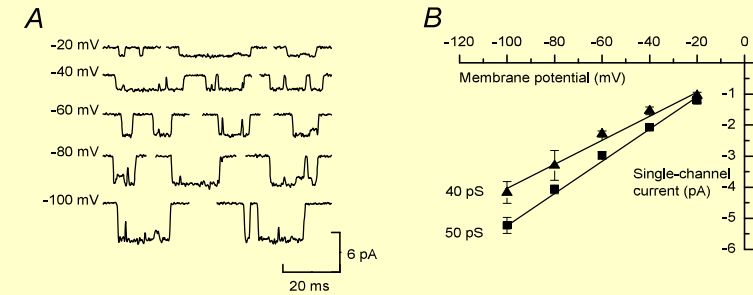 A
-20 mV
-40 mV
-60 mV
-80 mV
-100 mV
6 pA
20 ms
B
-120 -100 -80 -60 -40 -20 0
Membrane potential (mV)
-1
-2
-3
-4
-5
-6
Single-channel
current (pA)
40 pS
50 pS